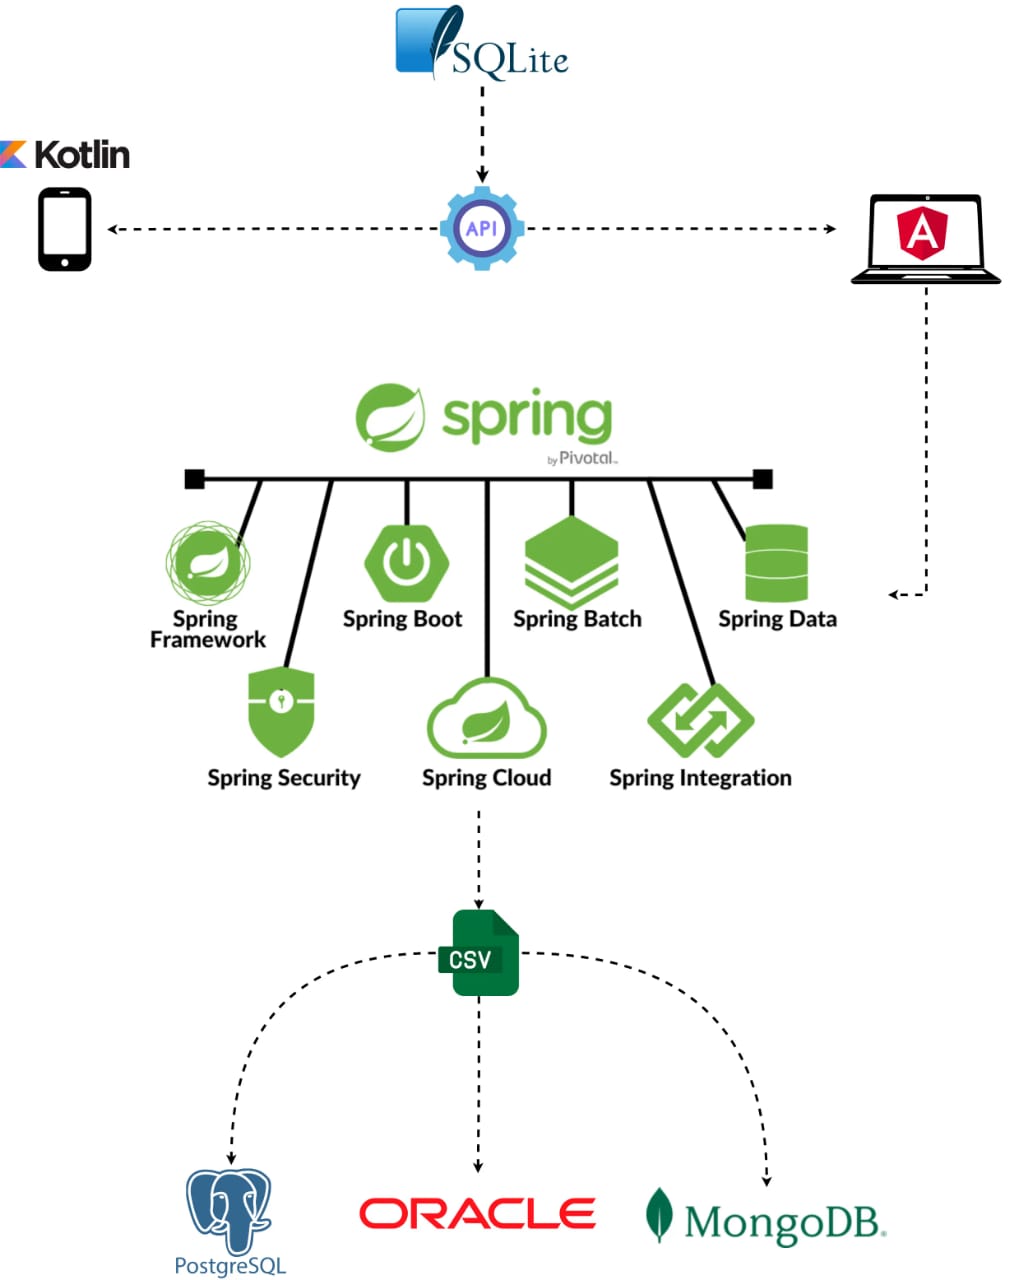 SQLite
Kotlin
API
A
spring
by Pivotal™
Spring Framework
Spring Boot
Spring Batch
Spring Data
Spring Security
Spring Cloud
Spring Integration
CSV
PostgreSQL
ORACLE
MongoDB®